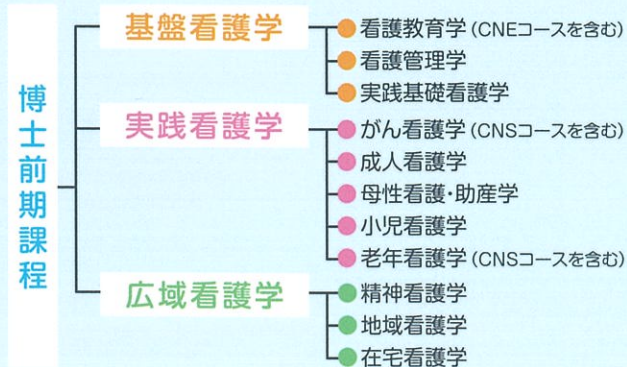 博士前期課程
基盤看護学
看護教育学(CNEコースを含む)
看護管理学
実践基礎看護学
実践看護学
がん看護学(CNSコースを含む)
成人看護学
母性看護・助産学
小児看護学
老年看護学(CNSコースを含む)
広域看護学
精神看護学
地域看護学
在宅看護学